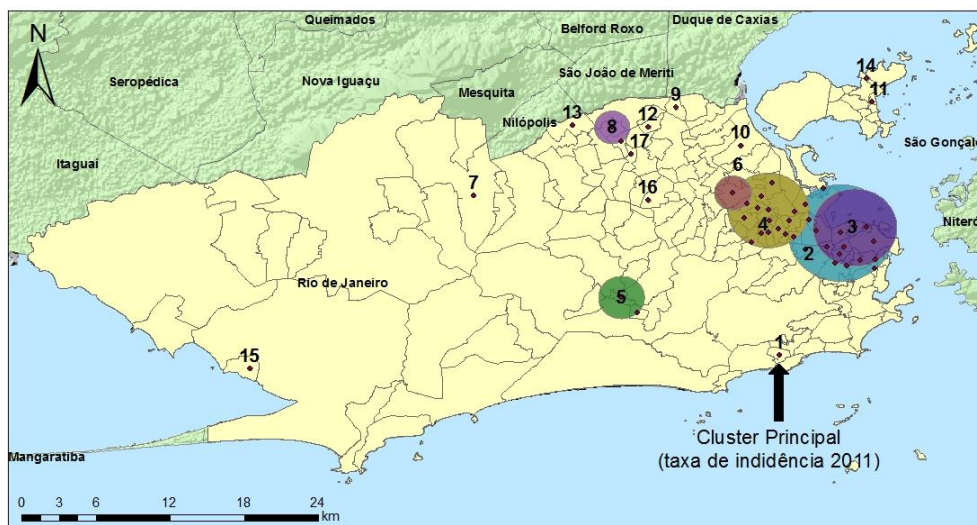 N
Queimados
Duque de Caxias
Belford Roxo
São João de Meriti
Seropédica
Nova Iguaçu
Mesquita
Nilópolis
Itaguaí
São Gonçalo
Niteró
14
11
9
13
8
12
10
17
6
7
16
4
3
2
Rio de Janeiro
5
1
15
Cluster Principal
(taxa de indidência 2011)
Mangaratiba
0 3 6 12 18 24
km